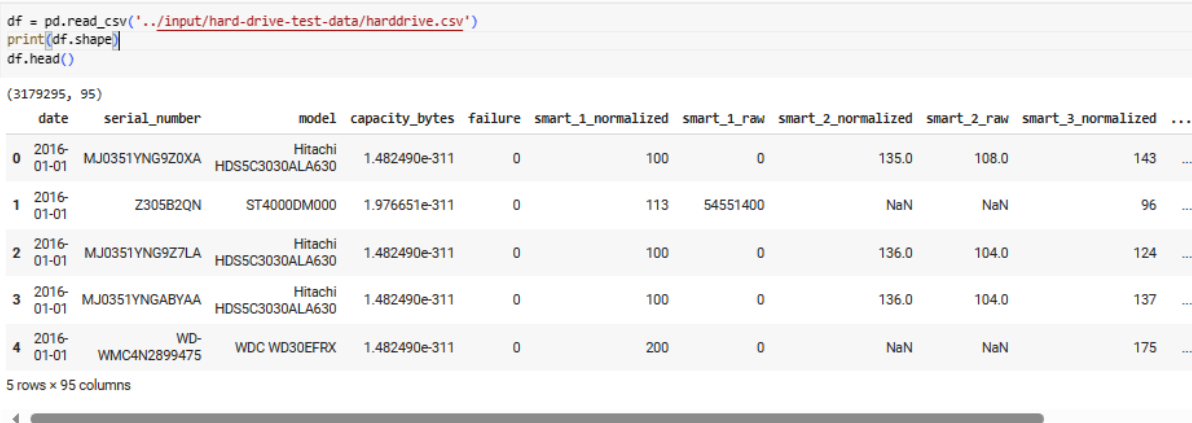 df = pd.read_csv('../input/hard-drive-test-data/harddrive.csv')
print(df.shape)
df.head()
(3179295, 95)
date serial_number model capacity_bytes failure smart_1_normalized smart_1_raw smart_2_normalized smart_2_raw smart_3_normalized ...
0 2016-01-01 MJ0351YNG9Z0XA Hitachi HDS5C3030ALA630 1.482490e-311 0 100 0 135.0 108.0 143 ...
1 2016-01-01 Z305B2QN ST4000DM000 1.976651e-311 0 113 54551400 NaN NaN 96 ...
2 2016-01-01 MJ0351YNG9Z7LA Hitachi HDS5C3030ALA630 1.482490e-311 0 100 0 136.0 104.0 124 ...
3 2016-01-01 MJ0351YNGABYAA Hitachi HDS5C3030ALA630 1.482490e-311 0 100 0 136.0 104.0 137 ...
4 2016-01-01 WD-WMC4N2899475 WDC WD30EFRX 1.482490e-311 0 200 0 NaN NaN 175 ...
5 rows × 95 columns